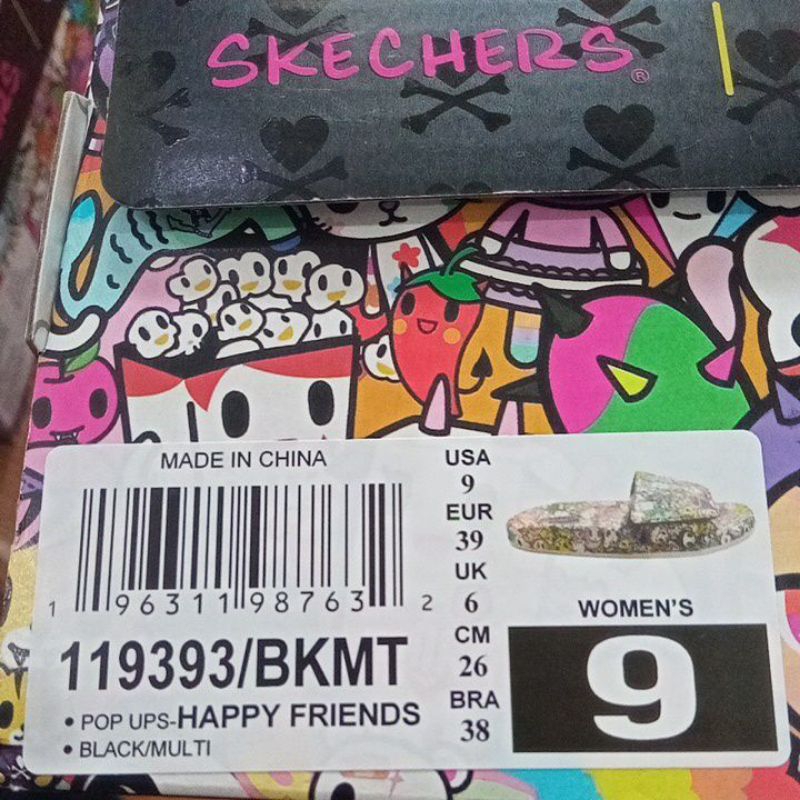 SKECHERS®
MADE IN CHINA
1 96311 98763 2
119393/BKMT
• POP UPS-HAPPY FRIENDS
• BLACK/MULTI
USA
9
EUR
39
UK
6
CM
26
BRA
38
WOMEN'S
9